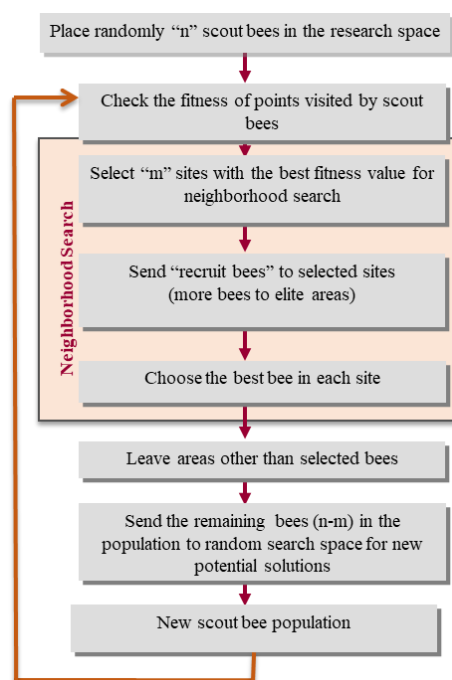 Place randomly “n” scout bees in the research space
Check the fitness of points visited by scout
bees
Select “m” sites with the best fitness value for
neighborhood search
Send “recruit bees” to selected sites
(more bees to elite areas)
Choose the best bee in each site
Neighborhood Search
Leave areas other than selected bees
Send the remaining bees (n-m) in the
population to random search space for new
potential solutions
New scout bee population